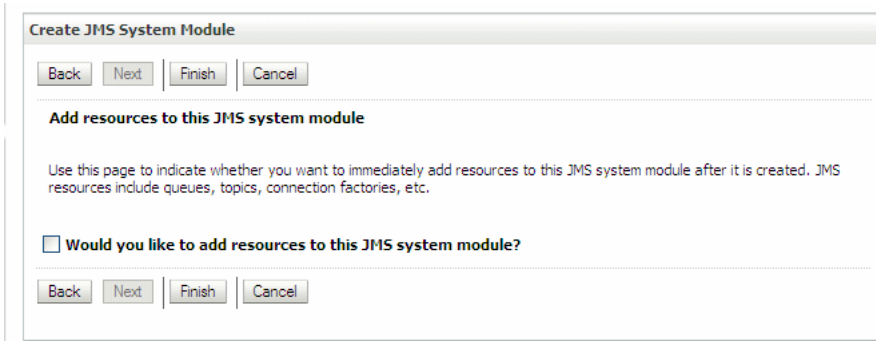 Create JMS System Module
Back Next Finish Cancel
Add resources to this JMS system module
Use this page to indicate whether you want to immediately add resources to this JMS system module after it is created. JMS
resources include queues, topics, connection factories, etc.
Would you like to add resources to this JMS system module?
Back Next Finish Cancel